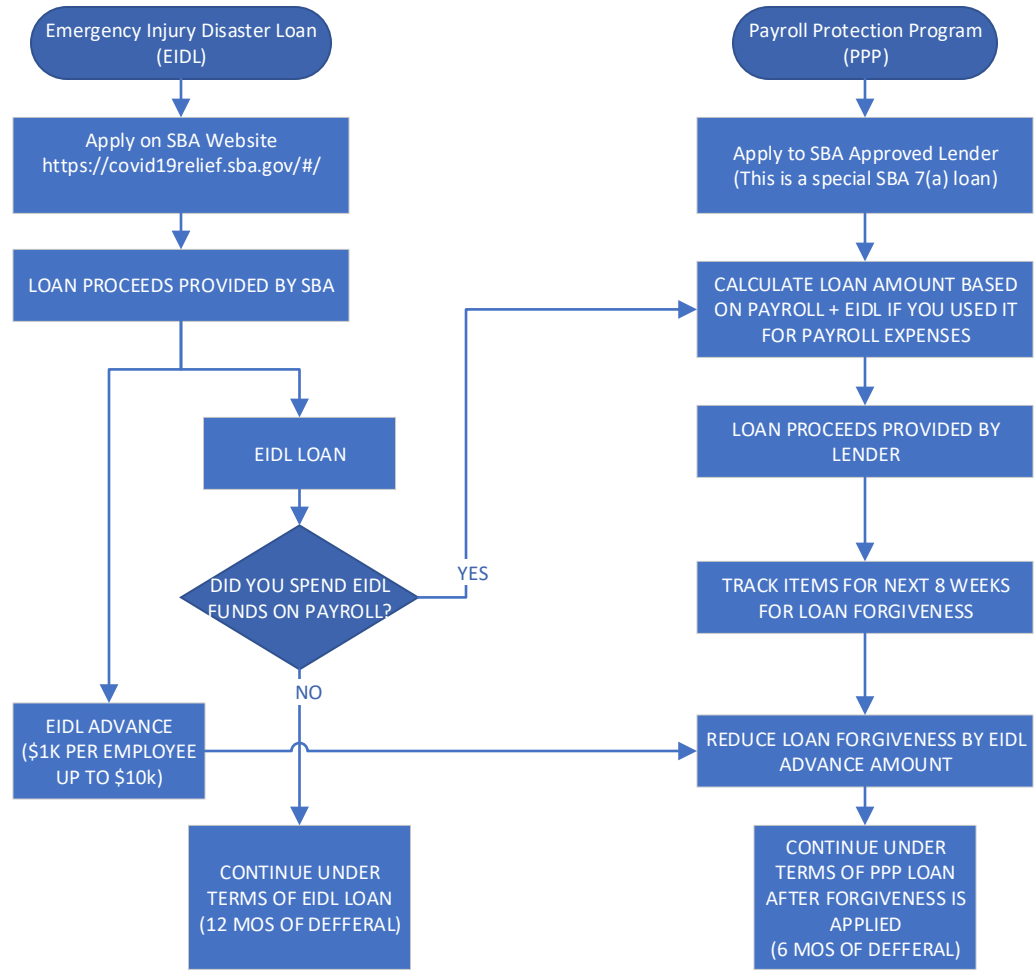 Emergency Injury Disaster Loan
(EIDL)
Apply on SBA Website
https://covid19relief.sba.gov/#/
LOAN PROCEEDS PROVIDED BY SBA
EIDL LOAN
DID YOU SPEND EIDL
FUNDS ON PAYROLL?
YES
NO
EIDL ADVANCE
($1K PER EMPLOYEE
UP TO $10k)
CONTINUE UNDER
TERMS OF EIDL LOAN
(12 MOS OF DEFFERAL)
Payroll Protection Program
(PPP)
Apply to SBA Approved Lender
(This is a special SBA 7(a) loan)
CALCULATE LOAN AMOUNT BASED
ON PAYROLL + EIDL IF YOU USED IT
FOR PAYROLL EXPENSES
LOAN PROCEEDS PROVIDED BY
LENDER
TRACK ITEMS FOR NEXT 8 WEEKS
FOR LOAN FORGIVENESS
REDUCE LOAN FORGIVENESS BY EIDL
ADVANCE AMOUNT
CONTINUE UNDER
TERMS OF PPP LOAN
AFTER FORGIVENESS IS
APPLIED
(6 MOS OF DEFFERAL)